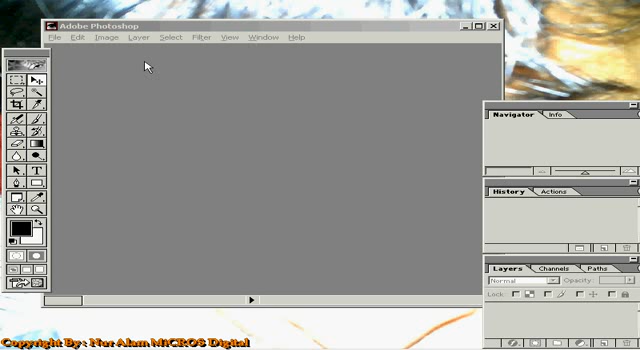 Adobe Photoshop
File Edit Image Layer Select Filter View Window Help
Navigator Info
History Actions
Layers Channels Paths
Normal Opacity:
Lock:
Copyright By : Nur Alam MICROS Digital